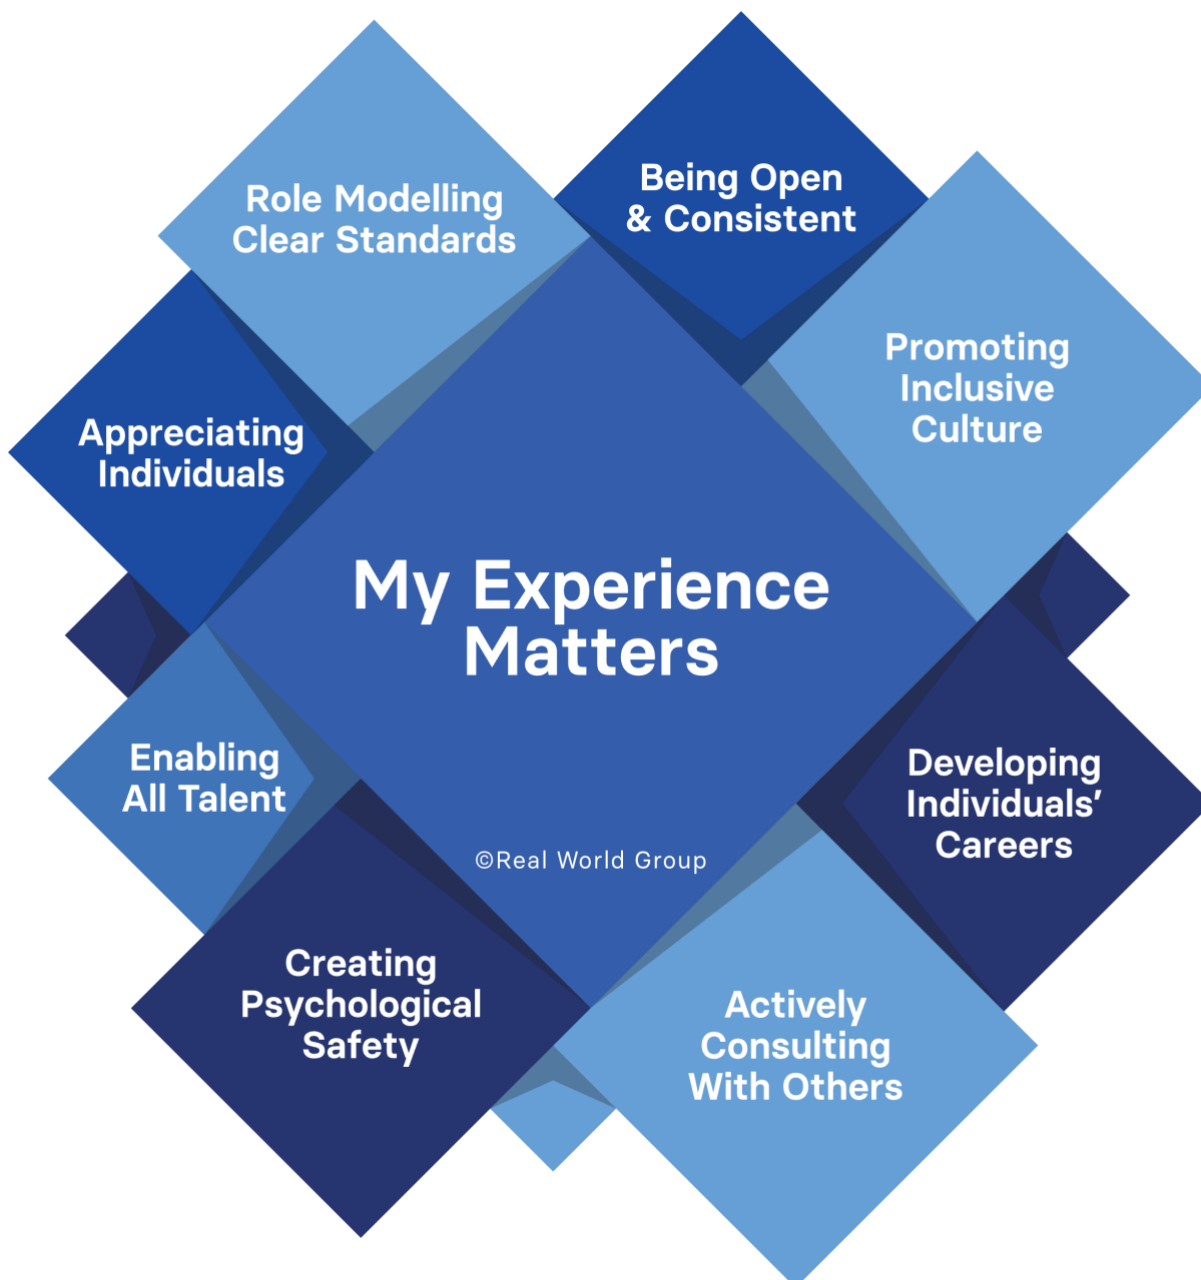 Role Modelling
Clear Standards
Being Open
& Consistent
Promoting
Inclusive
Culture
Appreciating
Individuals
My Experience
Matters
Enabling
All Talent
Developing
Individuals’
Careers
©Real World Group
Creating
Psychological
Safety
Actively
Consulting
With Others